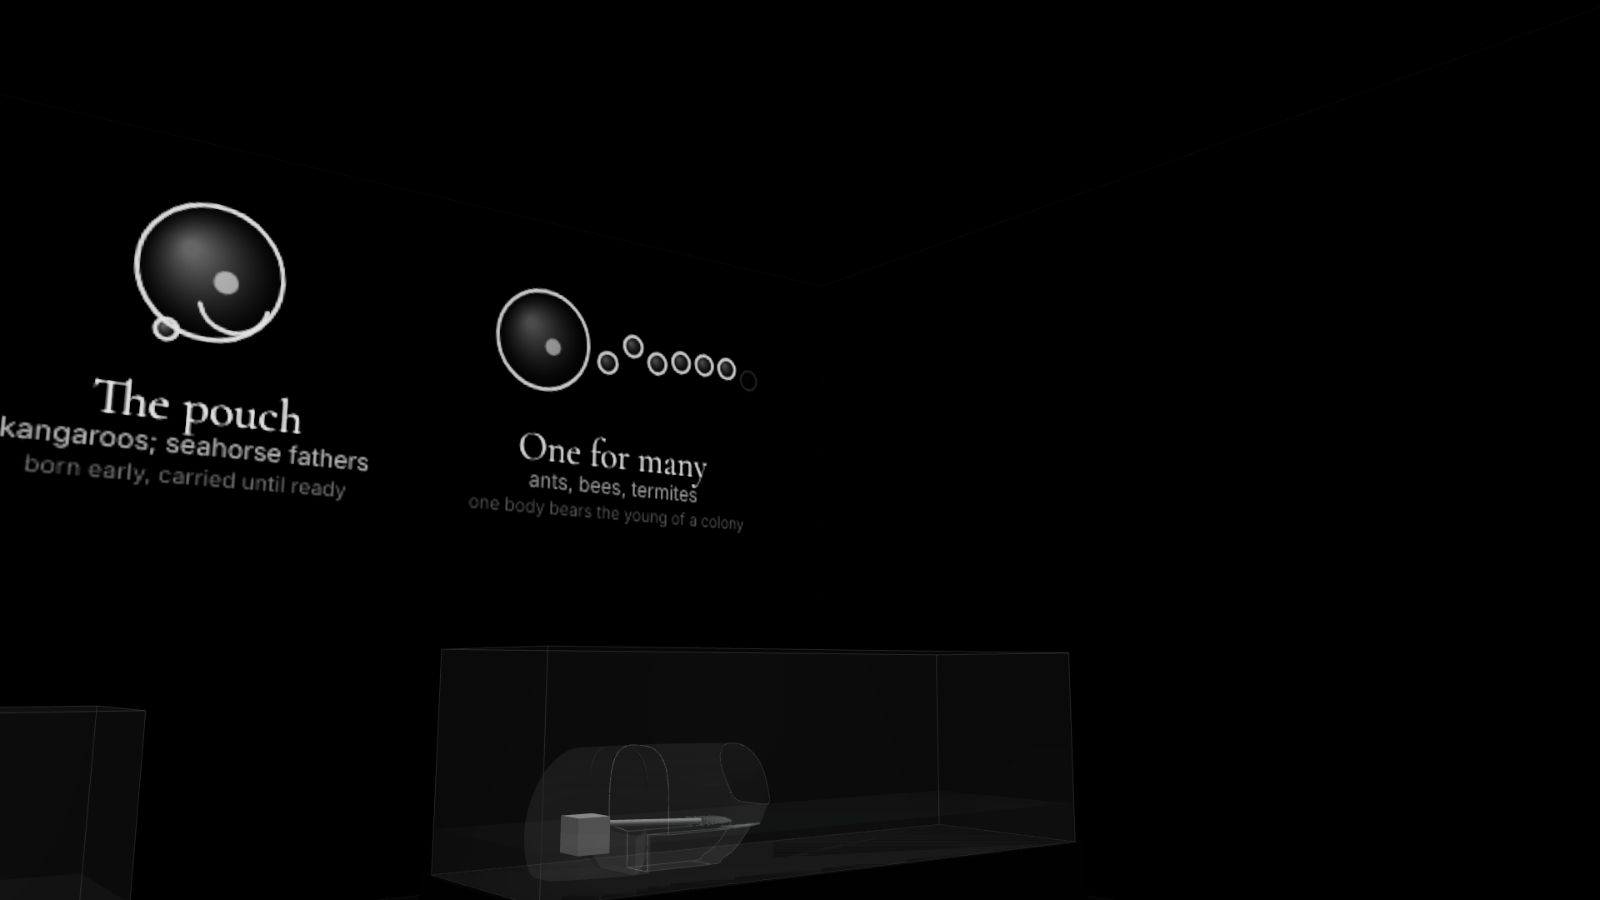 The pouch
kangaroos; seahorse fathers
born early, carried until ready
One for many
ants, bees, termites
one body bears the young of a colony